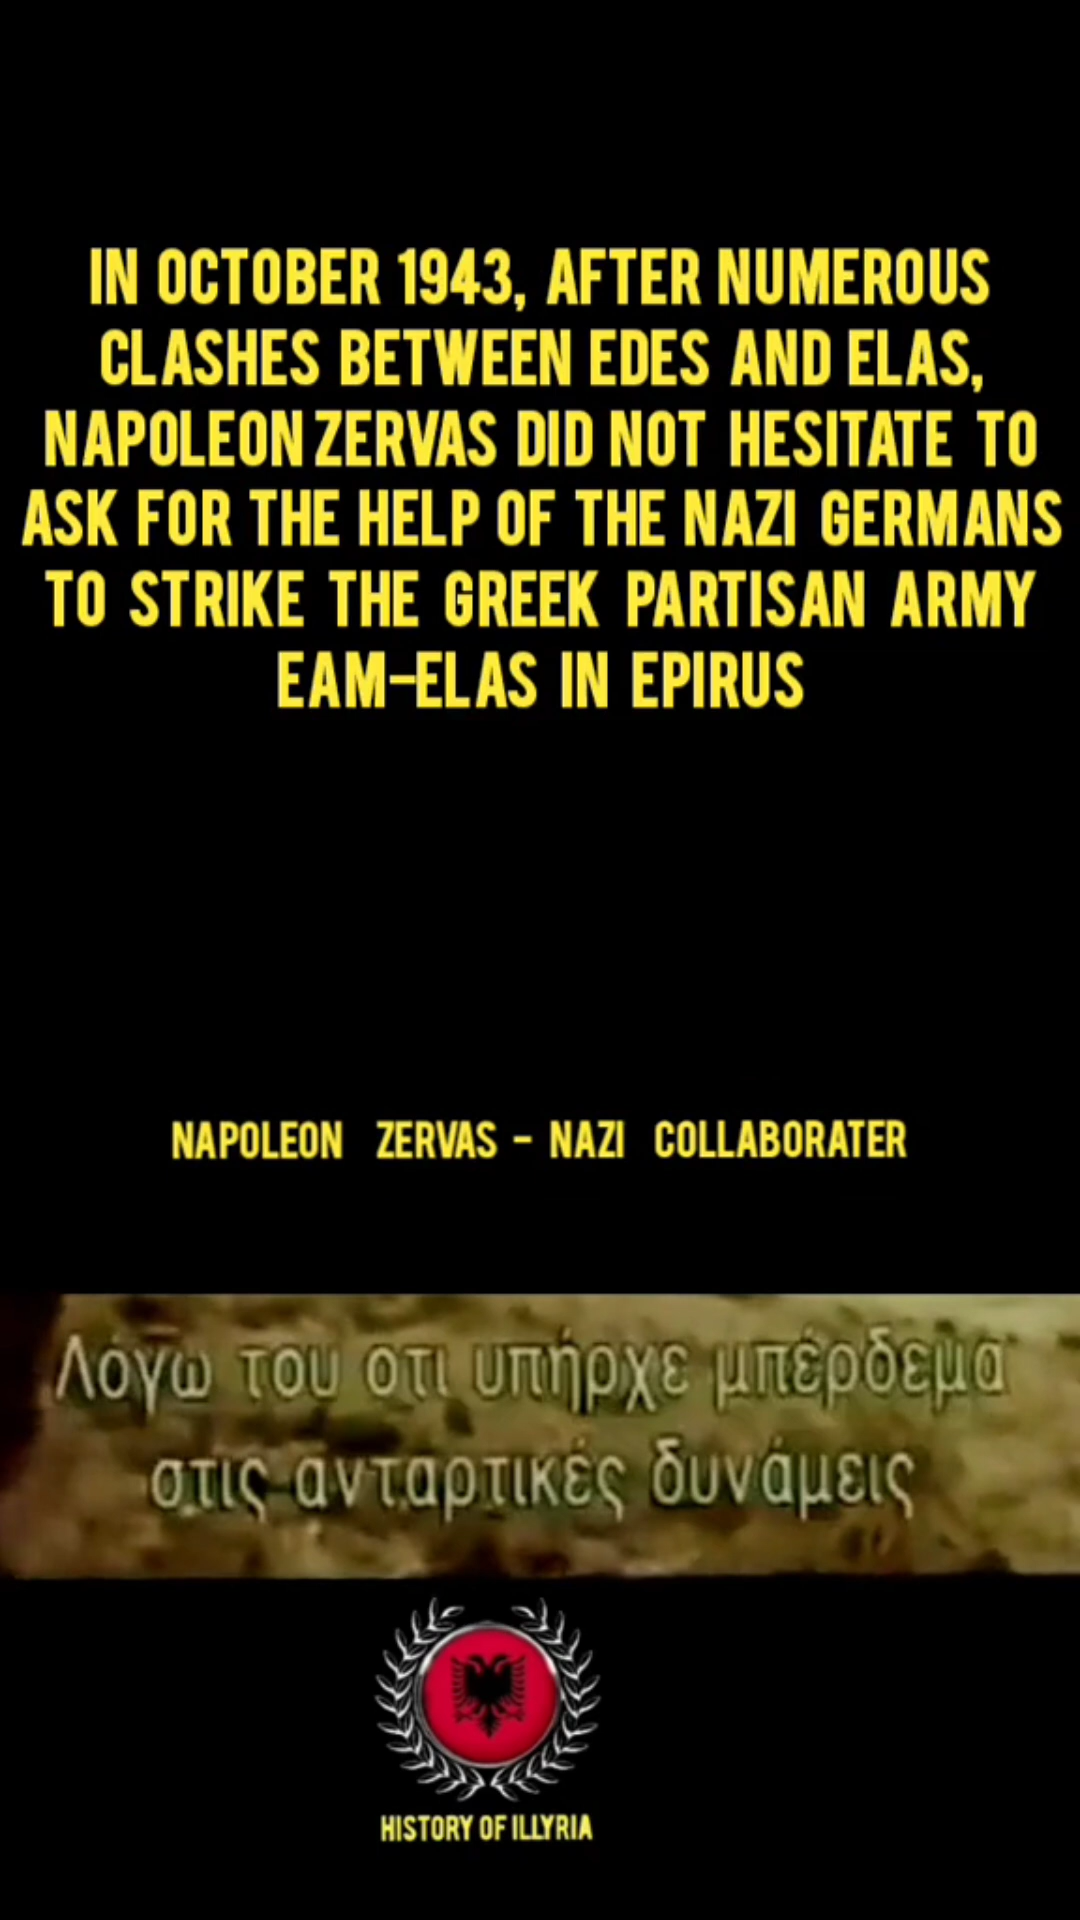 IN OCTOBER 1943, AFTER NUMEROUS
CLASHES BETWEEN EDES AND ELAS,
NAPOLEON ZERVAS DID NOT HESITATE TO
ASK FOR THE HELP OF THE NAZI GERMANS
TO STRIKE THE GREEK PARTISAN ARMY
EAM-ELAS IN EPIRUS
NAPOLEON ZERVAS - NAZI COLLABORATER
Λόγω του οτι υπήρχε μπέρδεμα
στις ανταρτικές δυνάμεις
HISTORY OF ILLYRIA